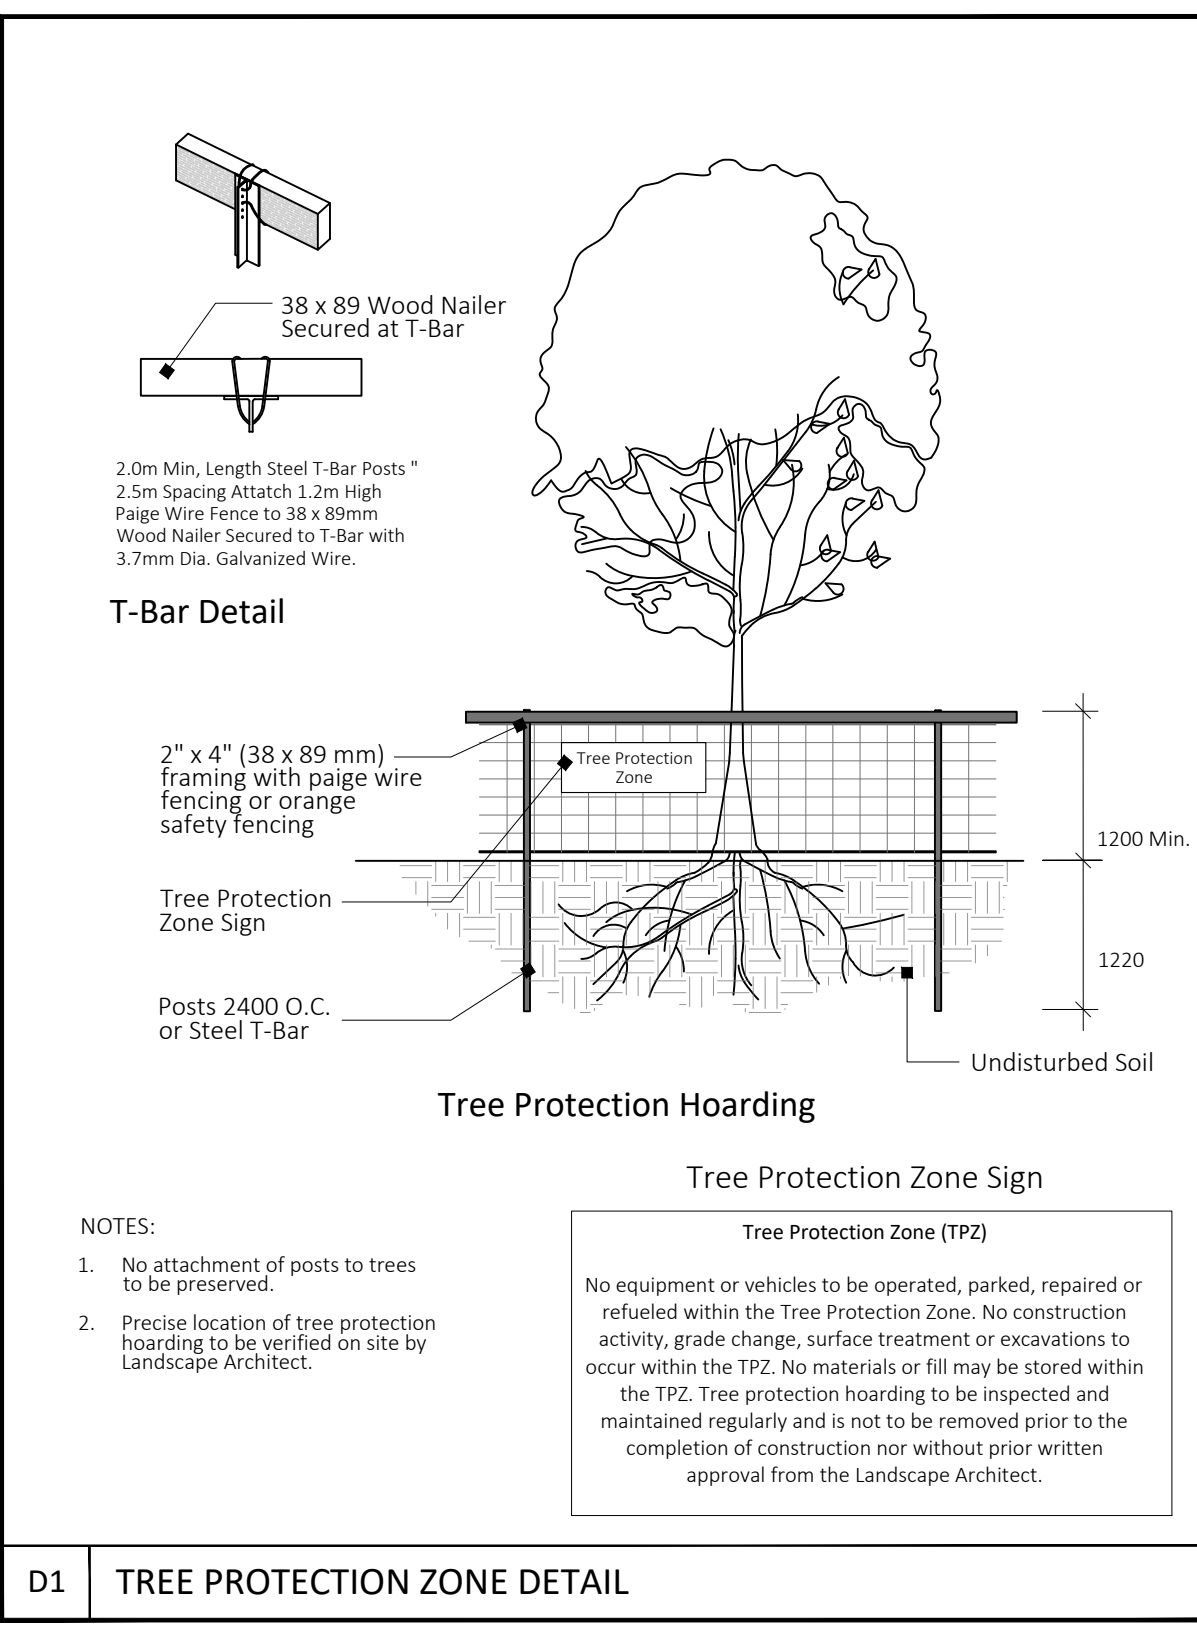 38 x 89 Wood Nailer
Secured at T-Bar
2.0m Min, Length Steel T-Bar Posts "
2.5m Spacing Attatch 1.2m High
Paige Wire Fence to 38 x 89mm
Wood Nailer Secured to T-Bar with
3.7mm Dia. Galvanized Wire.
T-Bar Detail
2" x 4" (38 x 89 mm)
framing with paige wire
fencing or orange
safety fencing
Tree Protection
Zone
1200 Min.
Tree Protection
Zone Sign
1220
Posts 2400 O.C.
or Steel T-Bar
Undisturbed Soil
Tree Protection Hoarding
NOTES:
1. No attachment of posts to trees
to be preserved.
2. Precise location of tree protection
hoarding to be verified on site by
Landscape Architect.
Tree Protection Zone Sign
Tree Protection Zone (TPZ)
No equipment or vehicles to be operated, parked, repaired or
refueled within the Tree Protection Zone. No construction
activity, grade change, surface treatment or excavations to
occur within the TPZ. No materials or fill may be stored within
the TPZ. Tree protection hoarding to be inspected and
maintained regularly and is not to be removed prior to the
completion of construction nor without prior written
approval from the Landscape Architect.
D1 TREE PROTECTION ZONE DETAIL